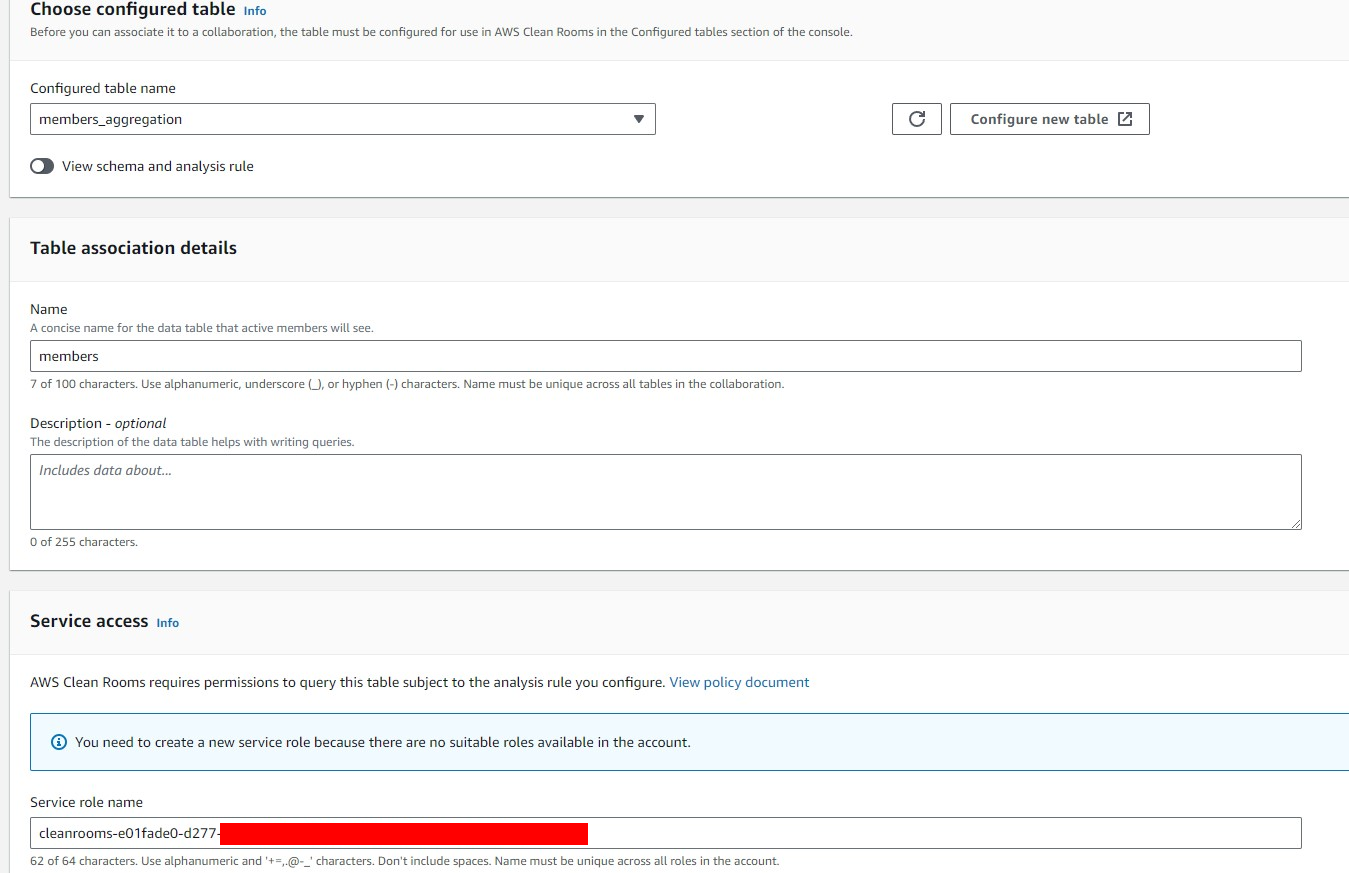 Choose configured table Info
Before you can associate it to a collaboration, the table must be configured for use in AWS Clean Rooms in the Configured tables section of the console.
Configured table name
members_aggregation
Configure new table
View schema and analysis rule
Table association details
Name
A concise name for the data table that active members will see.
members
7 of 100 characters. Use alphanumeric, underscore (_), or hyphen (-) characters. Name must be unique across all tables in the collaboration.
Description - optional
The description of the data table helps with writing queries.
Includes data about...
0 of 255 characters.
Service access Info
AWS Clean Rooms requires permissions to query this table subject to the analysis rule you configure. View policy document
You need to create a new service role because there are no suitable roles available in the account.
Service role name
cleanrooms-e01fade0-d277-
62 of 64 characters. Use alphanumeric and '+=,.@-_' characters. Don't include spaces. Name must be unique across all roles in the account.